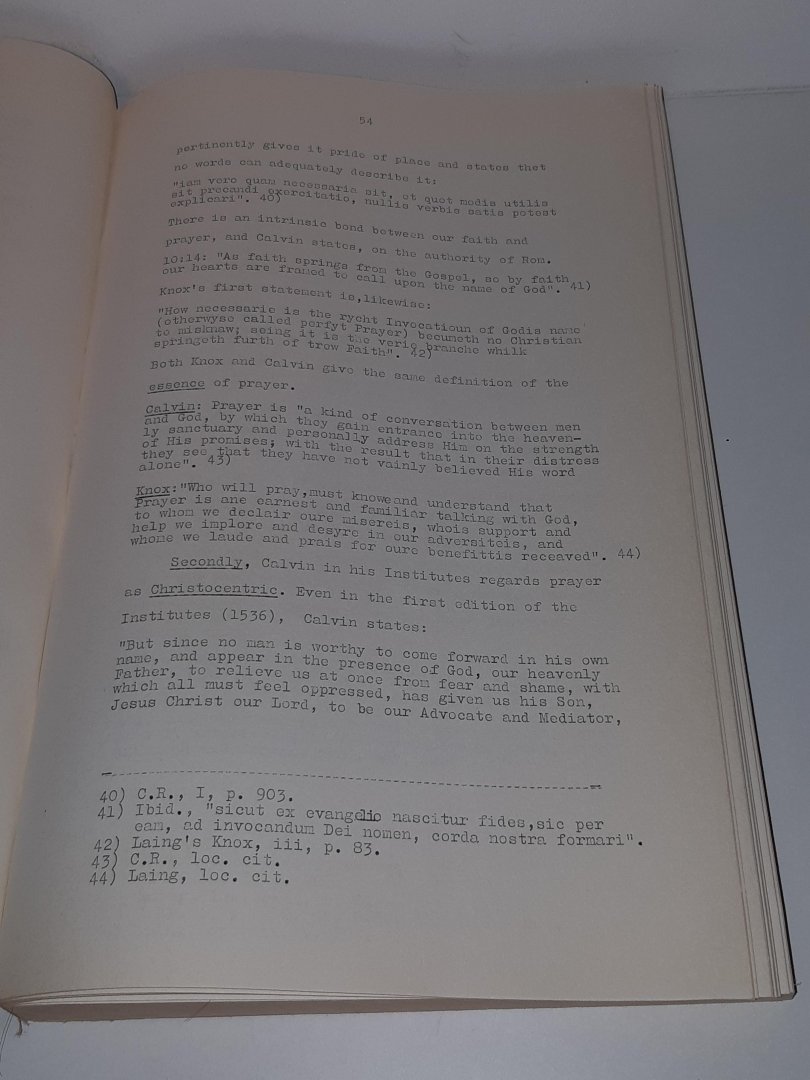 54
pertinently gives it pride of place and states that
no words can adequately describe it:
"iam vero quam necessaria sit, et quot modis utilis
sit precandi exercitatio, nullis verbis satis potest
explicari". 40)
There is an intrinsic bond between our faith and
prayer, and Calvin states, on the authority of Rom.
10:14: "As faith springs from the Gospel, so by faith
our hearts are framed to call upon the name of God". 41)
Knox's first statement is,likewise:
"How necessarie is the rycht Invocatioun of Godis name
(otherwyse called perfyt Prayer) becumeth no Christian
to misknaw; seing it is the verie branche whilk
springeth furth of trew Faith". 42)
Both Knox and Calvin give the same definition of the
essence of prayer.
Calvin: Prayer is "a kind of conversation between men
and God, by which they gain entrance into the heaven-
ly sanctuary and personally address Him on the strength
of His promises; with the result that in their distress
they see that they have not vainly believed His word
alone". 43)
Knox:"Who will pray,must knowe and understand that
Prayer is ane earnest and familiar talking with God,
to whom we declair oure misereis, whois support and
help we implore and desyre in our adversiteis, and
whome we laude and prais for oure benefittis receaved". 44)
Secondly, Calvin in his Institutes regards prayer
as Christocentric. Even in the first edition of the
Institutes (1536), Calvin states:
"But since no man is worthy to come forward in his own
name, and appear in the presence of God, our heavenly
Father, to relieve us at once from fear and shame, with
which all must feel oppressed, has given us his Son,
Jesus Christ our Lord, to be our Advocate and Mediator,
40) C.R., I, p. 903.
41) Ibid., "sicut ex evangelio nascitur fides,sic per
eam, ad invocandum Dei nomen, corda nostra formari".
42) Laing's Knox, iii, p. 83.
43) C.R., loc. cit.
44) Laing, loc. cit.